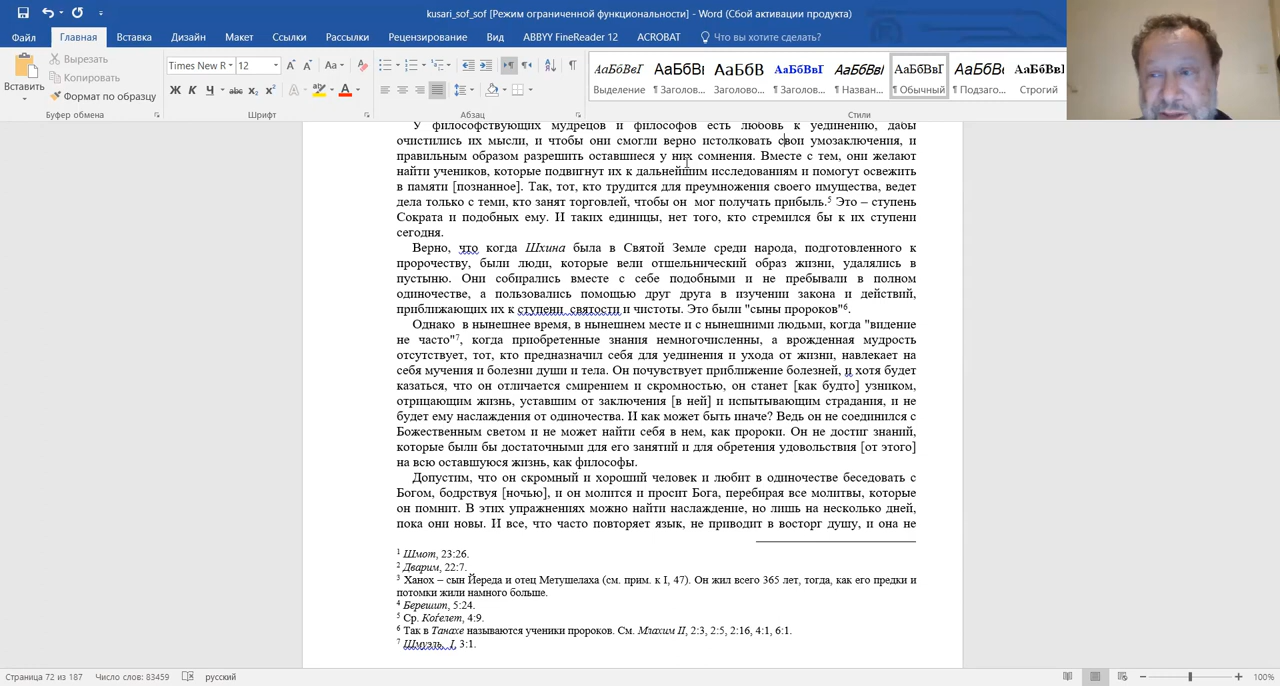 kusari_sof_sof [Режим ограниченной функциональности] - Word (Сбой активации продукта)
Файл Главная Вставка Дизайн Макет Ссылки Рассылки Рецензирование Вид ABBYY FineReader 12 ACROBAT Что вы хотите сделать?
Вставить
Вырезать
Копировать
Формат по образцу
Буфер обмена
Times New R 12
Ж К Ч abc X₂ X²
Шрифт
Абзац
АаБбВвГ АаБбВі АаБбВ АаБбВвГ АаБбВвІ АаБбВвГ АаБбВ АаБбВвГ
Выделение ¶ Заголов... Заголово... ¶ Заголов... ¶ Назван... ¶ Обычный ¶ Подзаго... Строгий
Стили
У философствующих мудрецов и философов есть любовь к уединению, дабы
очистились их мысли, и чтобы они смогли верно истолковать свои умозаключения, и
правильным образом разрешить оставшиеся у них сомнения. Вместе с тем, они желают
найти учеников, которые подвигнут их к дальнейшим исследованиям и помогут освежить
в памяти [познанное]. Так, тот, кто трудится для преумножения своего имущества, ведет
дела только с теми, кто занят торговлей, чтобы он мог получать прибыль.⁵ Это – ступень
Сократа и подобных ему. И таких единицы, нет того, кто стремился бы к их ступени
сегодня.
Верно, что когда Шхина была в Святой Земле среди народа, подготовленного к
пророчеству, были люди, которые вели отшельнический образ жизни, удалялись в
пустыню. Они собирались вместе с себе подобными и не пребывали в полном
одиночестве, а пользовались помощью друг друга в изучении закона и действий,
приближающих их к ступени святости и чистоты. Это были "сыны пророков"⁶.
Однако в нынешнее время, в нынешнем месте и с нынешними людьми, когда "видение
не часто"⁷, когда приобретенные знания немногочисленны, а врожденная мудрость
отсутствует, тот, кто предназначил себя для уединения и ухода от жизни, навлекает на
себя мучения и болезни души и тела. Он почувствует приближение болезней, и хотя будет
казаться, что он отличается смирением и скромностью, он станет [как будто] узником,
отрицающим жизнь, уставшим от заключения [в ней] и испытывающим страдания, и не
будет ему наслаждения от одиночества. И как может быть иначе? Ведь он не соединился с
Божественным светом и не может найти себя в нем, как пророки. Он не достиг знаний,
которые были бы достаточными для его занятий и для обретения удовольствия [от этого]
на всю оставшуюся жизнь, как философы.
Допустим, что он скромный и хороший человек и любит в одиночестве беседовать с
Богом, бодрствуя [ночью], и он молится и просит Бога, перебирая все молитвы, которые
он помнит. В этих упражнениях можно найти наслаждение, но лишь на несколько дней,
пока они новы. И все, что часто повторяет язык, не приводит в восторг душу, и она не
¹ Шмот, 23:26.
² Дварим, 22:7.
³ Ханох – сын Йереда и отец Метушелаха (см. прим. к I, 47). Он жил всего 365 лет, тогда, как его предки и
потомки жили намного больше.
⁴ Берешит, 5:24.
⁵ Ср. Коѓелет, 4:9.
⁶ Так в Танахе называются ученики пророков. См. Млахим II, 2:3, 2:5, 2:16, 4:1, 6:1.
⁷ Шмуэль, I, 3:1.
Страница 72 из 187 Число слов: 83459 русский 100%